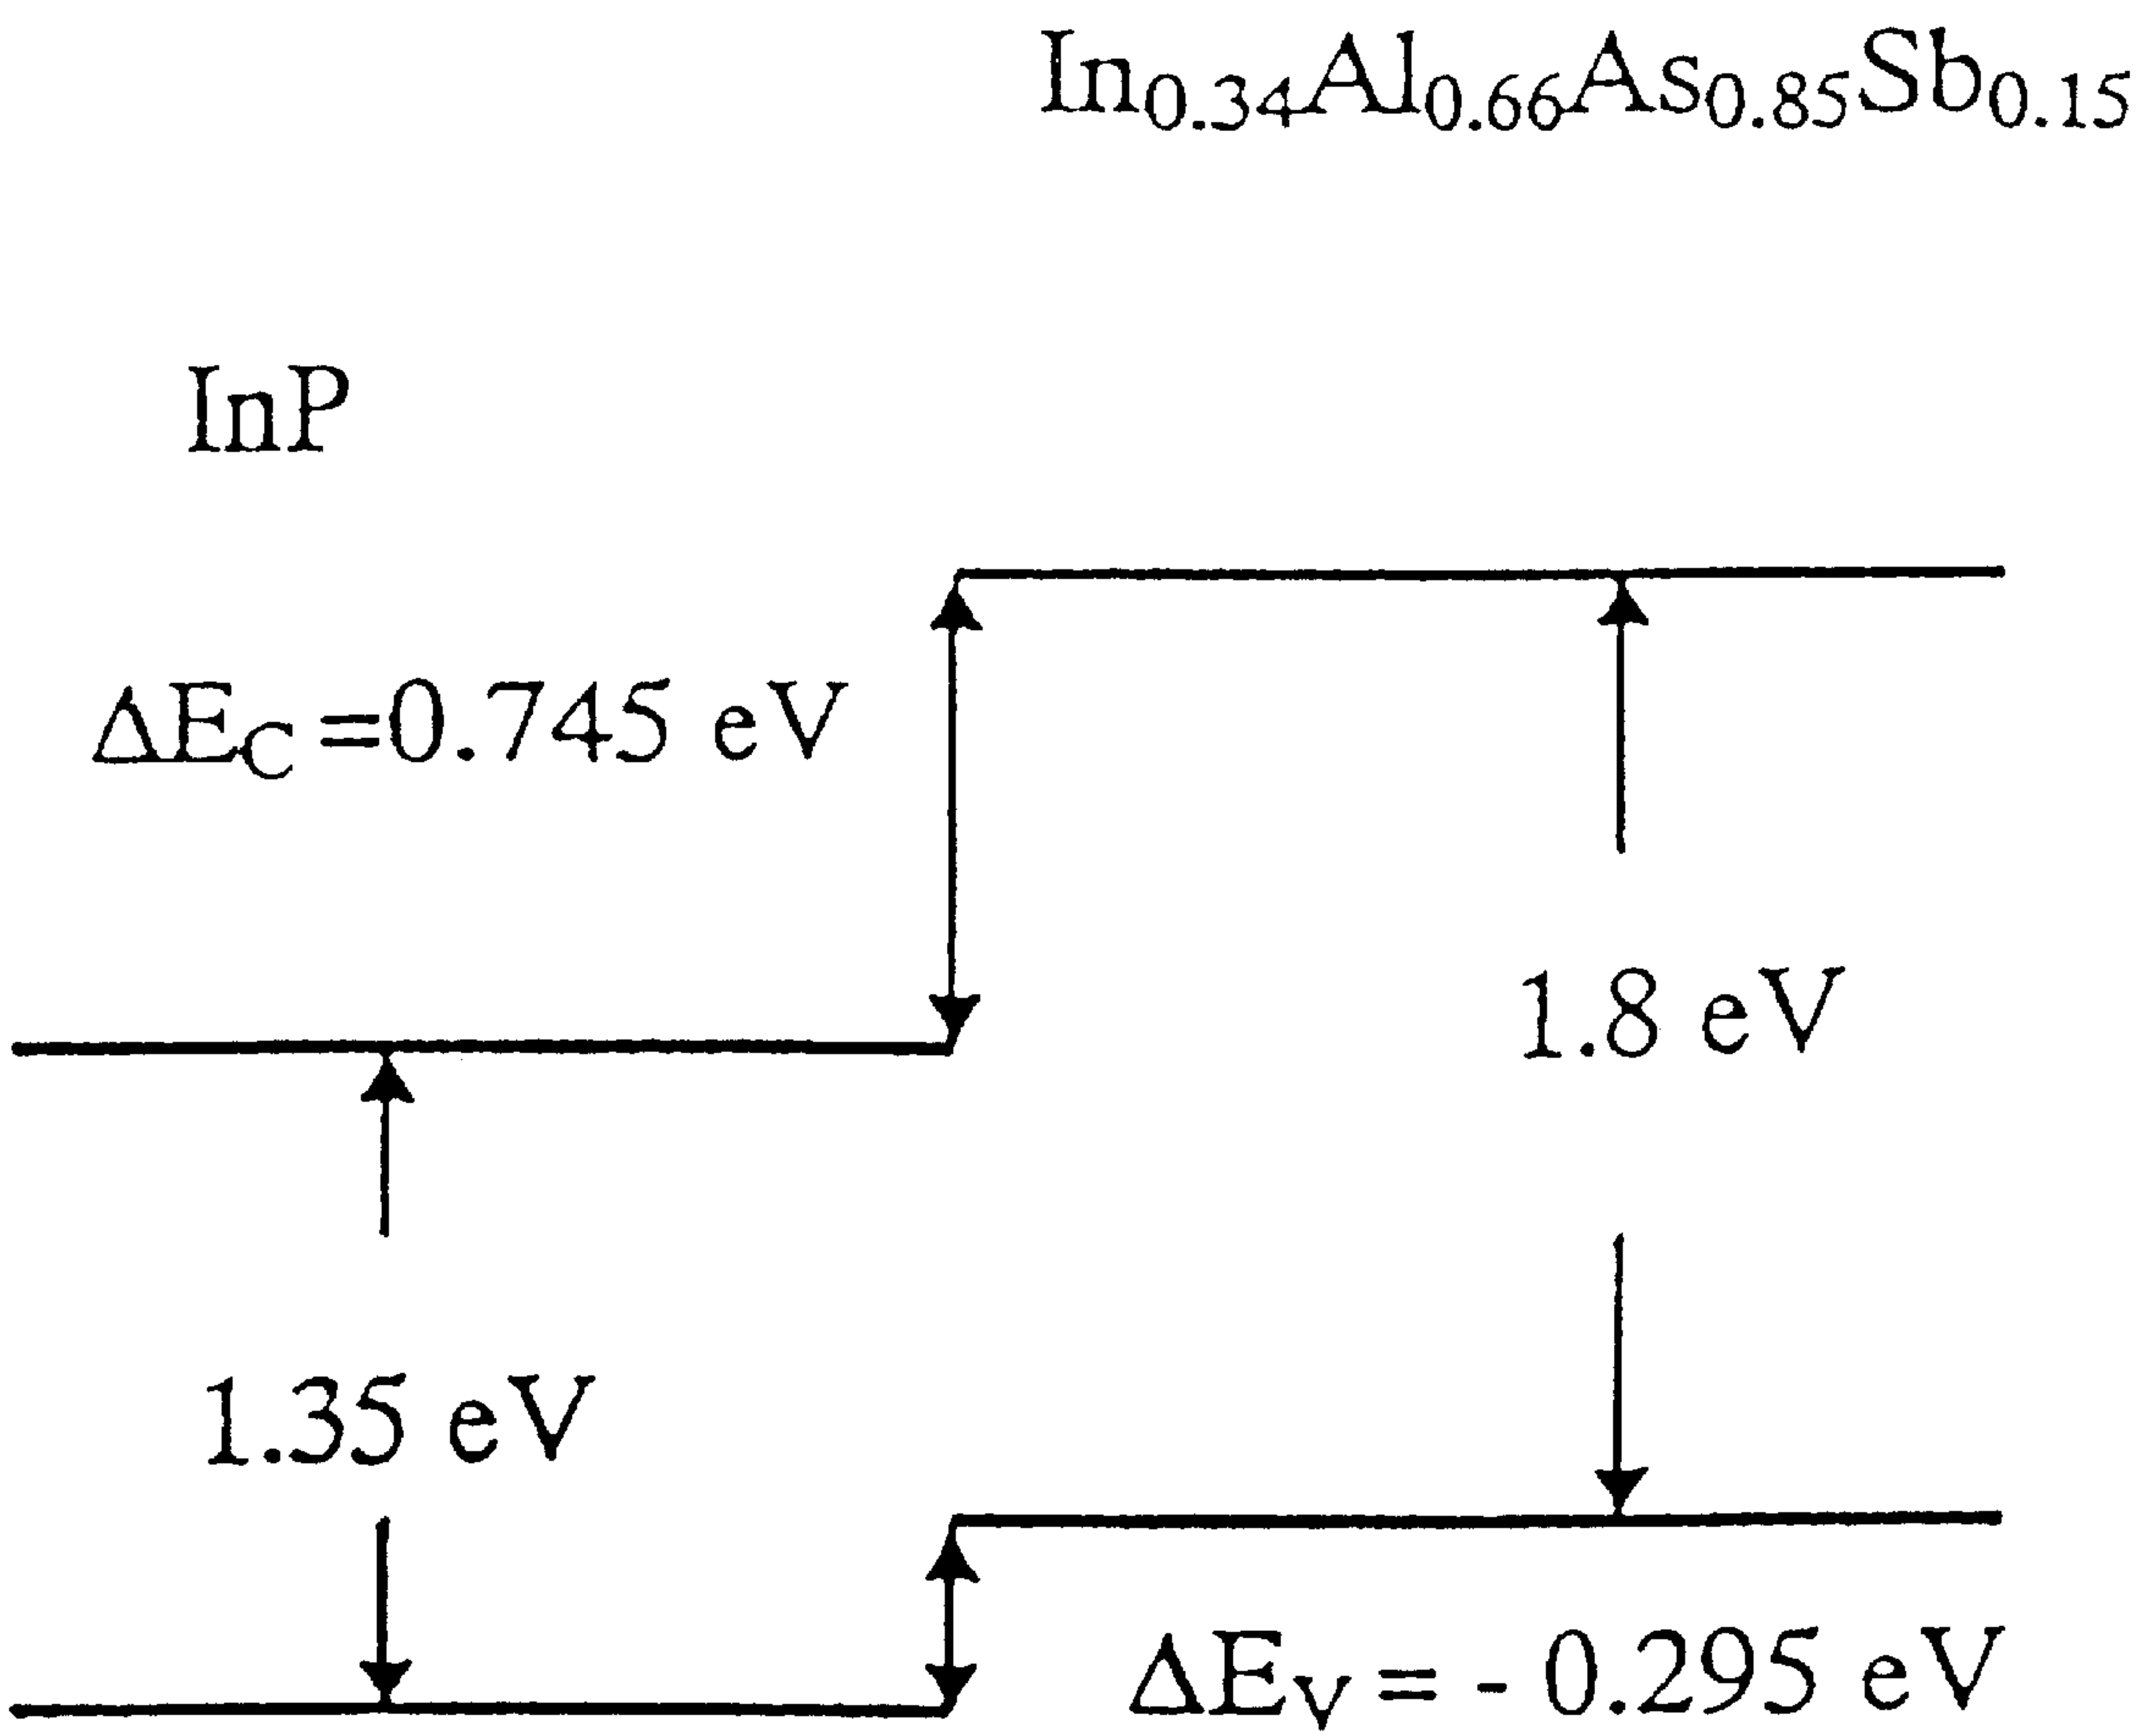 In0.34Al0.66As0.85Sb0.15
InP
ΔEC =0.745 eV
1.8 eV
1.35 eV
ΔEV = - 0.295 eV